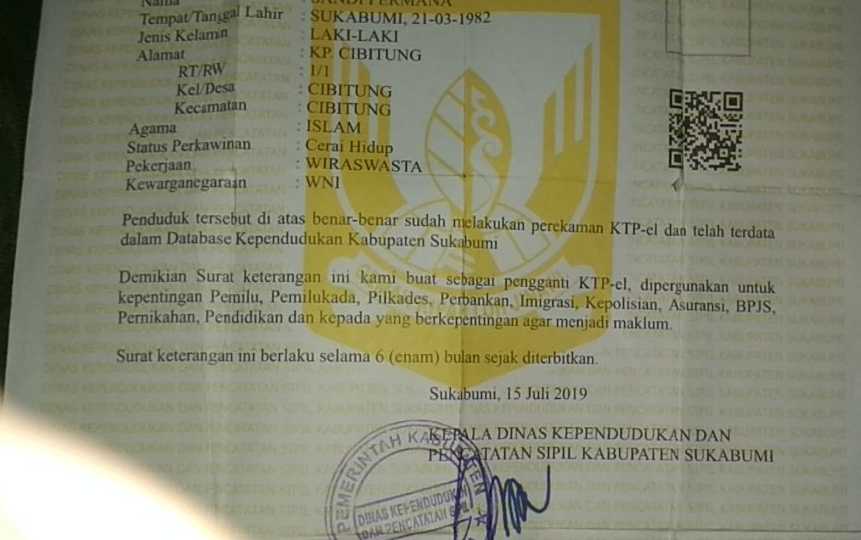 Nama : SANDI PERMANA
Tempat/Tanggal Lahir : SUKABUMI, 21-03-1982
Jenis Kelamin : LAKI-LAKI
Alamat : KP. CIBITUNG
RT/RW : 1/1
Kel/Desa : CIBITUNG
Kecamatan : CIBITUNG
Agama : ISLAM
Status Perkawinan : Cerai Hidup
Pekerjaan : WIRASWASTA
Kewarganegaraan : WNI
Penduduk tersebut di atas benar-benar sudah melakukan perekaman KTP-el dan telah terdata
dalam Database Kependudukan Kabupaten Sukabumi
Demikian Surat keterangan ini kami buat sebagai pengganti KTP-el, dipergunakan untuk
kepentingan Pemilu, Pemilukada, Pilkades, Perbankan, Imigrasi, Kepolisian, Asuransi, BPJS,
Pernikahan, Pendidikan dan kepada yang berkepentingan agar menjadi maklum.
Surat keterangan ini berlaku selama 6 (enam) bulan sejak diterbitkan.
Sukabumi, 15 Juli 2019
KEPALA DINAS KEPENDUDUKAN DAN
PENCATATAN SIPIL KABUPATEN SUKABUMI
PEMERINTAH KABUPATEN
DINAS KEPENDUDUKAN
DAN PENCATATAN SIPIL